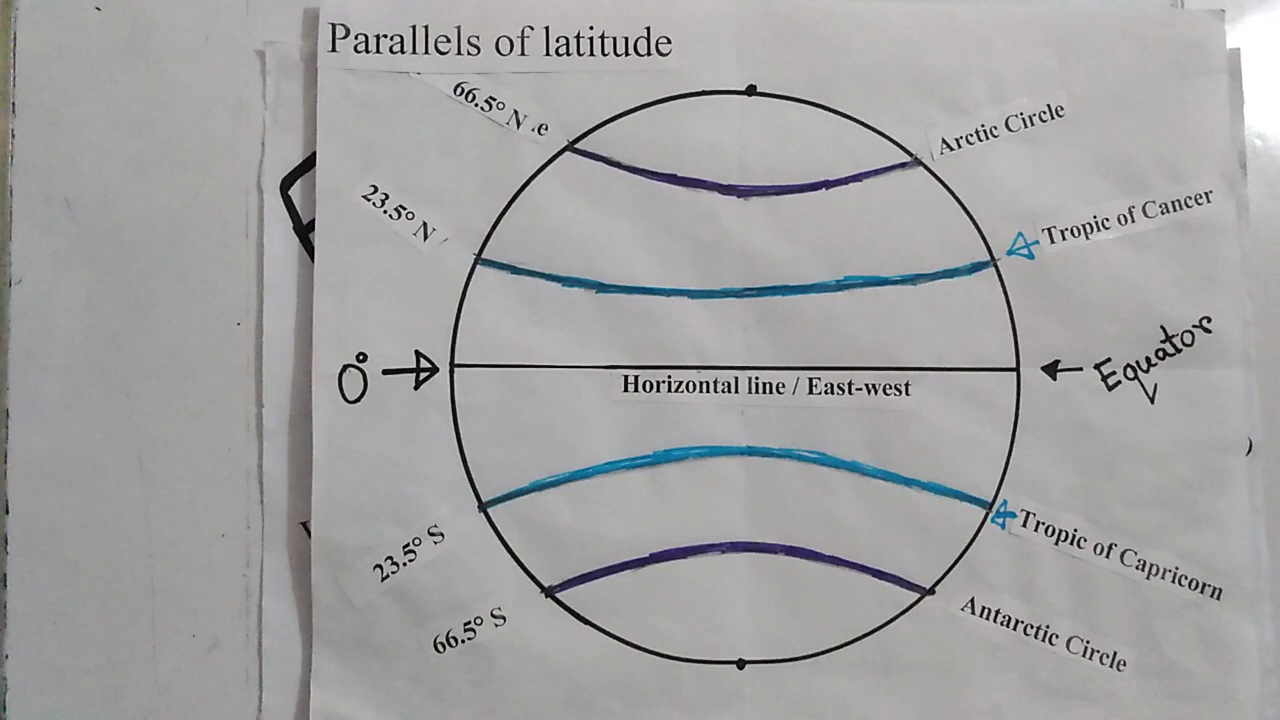 Parallels of latitude
66.5° N .e
Arctic Circle
23.5° N
Tropic of Cancer
0°
Equator
Horizontal line / East-west
23.5° S
Tropic of Capricorn
66.5° S
Antarctic Circle